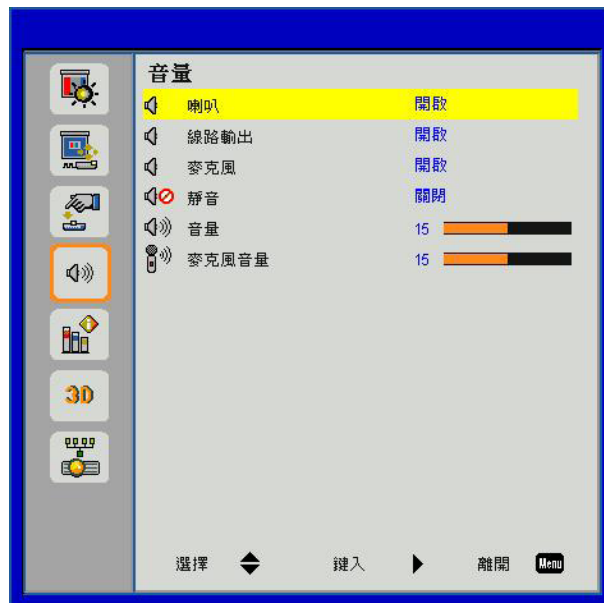 音量
喇叭 開啟
線路輸出 開啟
麥克風 開啟
靜音 關閉
音量 15
麥克風音量 15
3D
選擇 鍵入 離開 Menu